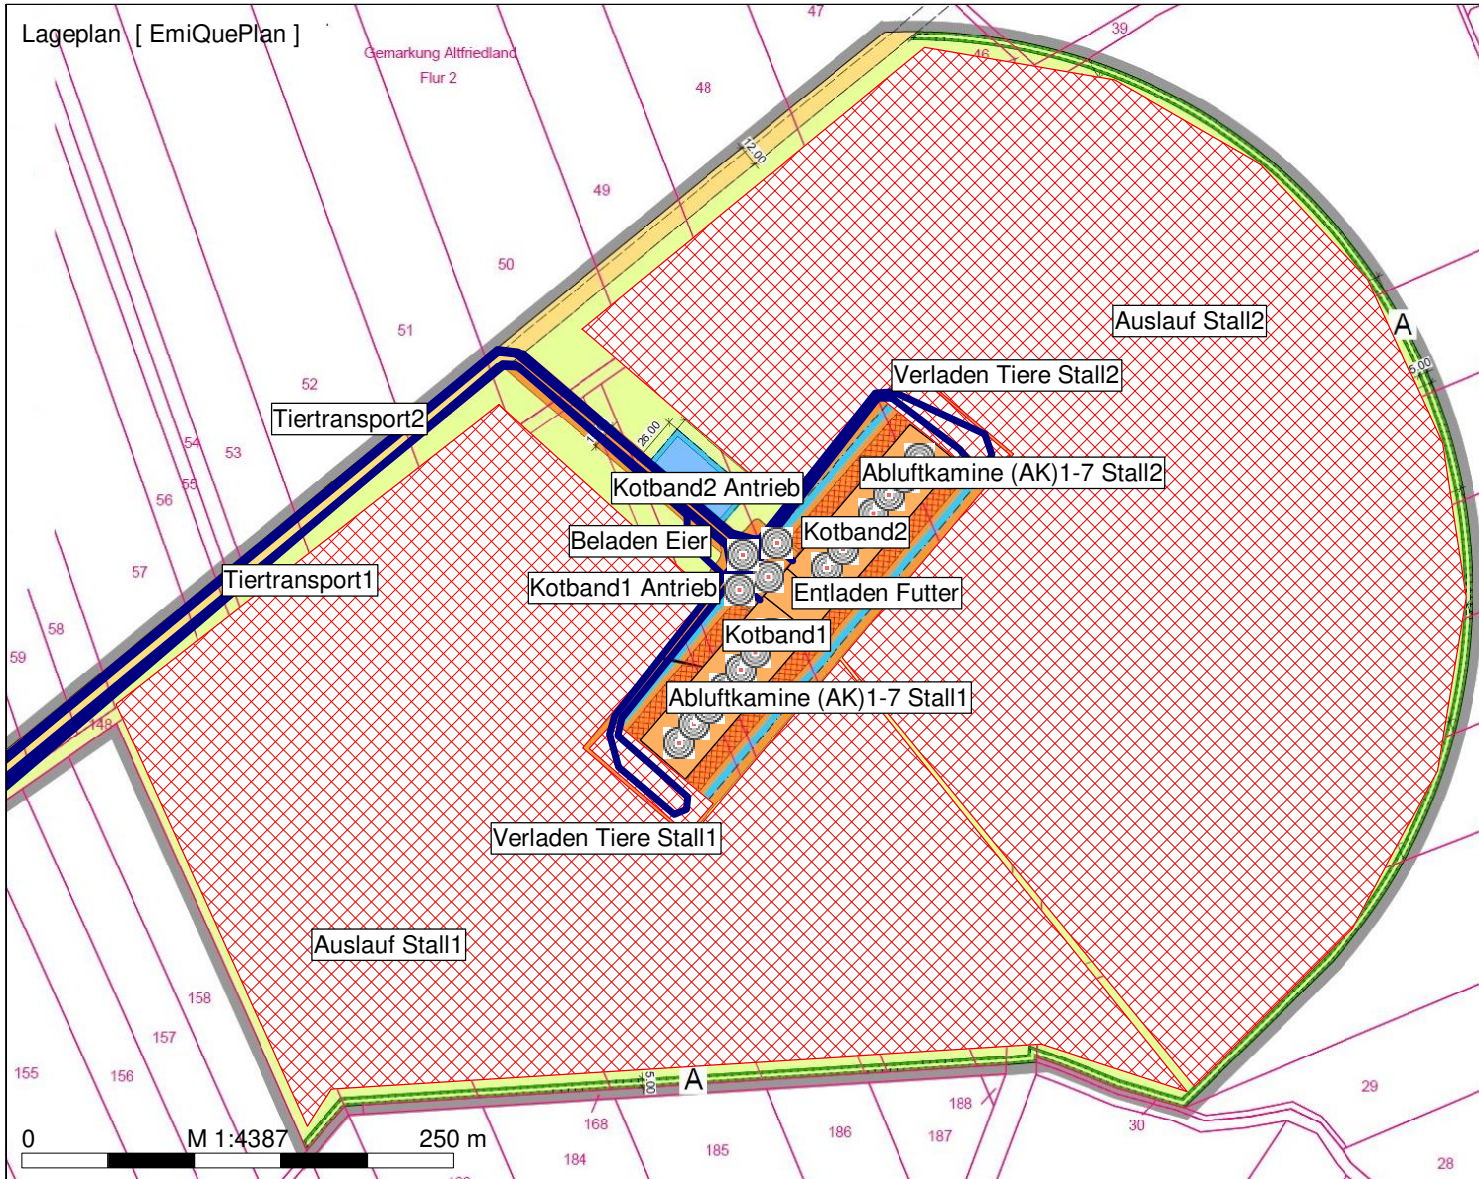 Lageplan [ EmiQuePlan ]
Gemarkung Altfriedland
Flur 2
47
39
46
48
12.00
49
50
51
52
54
53
55
56
57
58
59
148
Auslauf Stall2
A
5.00
Verladen Tiere Stall2
Tiertransport2
26.00
Abluftkamine (AK)1-7 Stall2
Kotband2 Antrieb
Beladen Eier
Kotband2
Tiertransport1
Kotband1 Antrieb
Entladen Futter
Kotband1
Abluftkamine (AK)1-7 Stall1
Verladen Tiere Stall1
Auslauf Stall1
158
157
156
155
5.00
A
168
184
185
186
187
188
30
29
28
0
M 1:4387
250 m